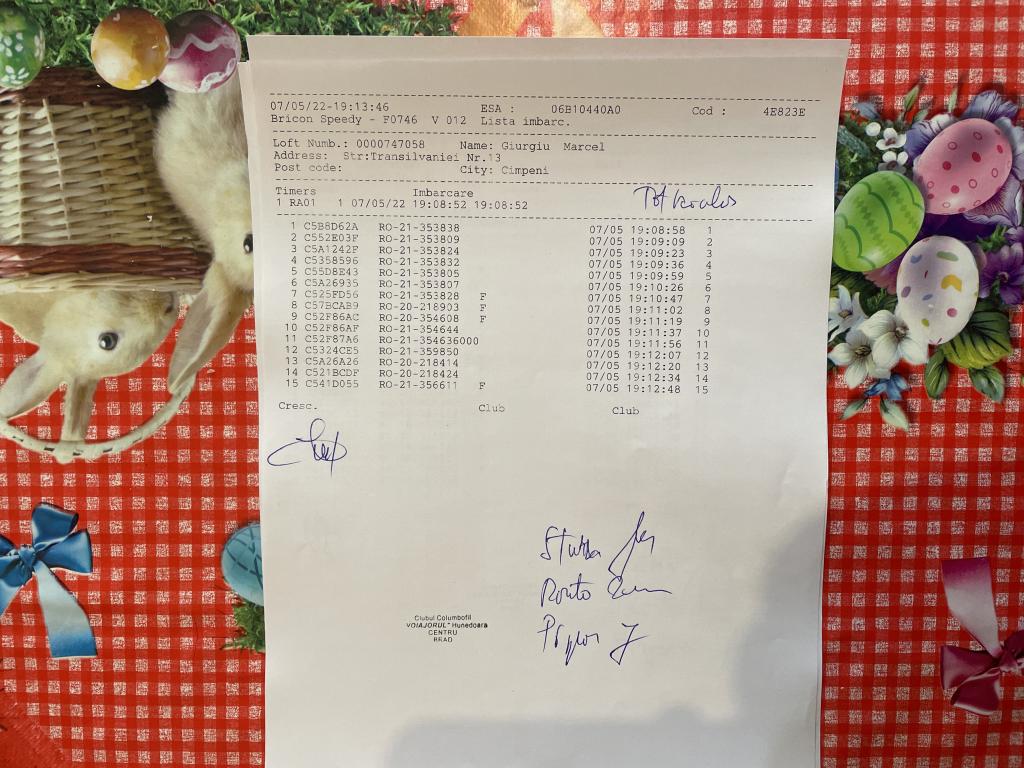 07/05/22-19:13:46 ESA : 06B10440A0 Cod : 4E823E
Bricon Speedy - F0746 V 012 Lista imbarc.
Loft Numb.: 0000747058 Name: Giurgiu Marcel
Address: Str:Transilvaniei Nr.13
Post code: City: Cimpeni
Timers Imbarcare
1 RA01 1 07/05/22 19:08:52 19:08:52
1 C5B8D62A RO-21-353838 07/05 19:08:58 1
2 C552E03F RO-21-353809 07/05 19:09:09 2
3 C5A1242F RO-21-353824 07/05 19:09:23 3
4 C5358596 RO-21-353832 07/05 19:09:36 4
5 C55D8E43 RO-21-353805 07/05 19:09:59 5
6 C5A26935 RO-21-353807 07/05 19:10:26 6
7 C525FD56 RO-21-353828 F 07/05 19:10:47 7
8 C57BCAB9 RO-20-218903 F 07/05 19:11:02 8
9 C52F86AC RO-20-354608 F 07/05 19:11:19 9
10 C52F86AF RO-21-354644 07/05 19:11:37 10
11 C52F87A6 RO-21-354636000 07/05 19:11:56 11
12 C5324CE5 RO-21-359850 07/05 19:12:07 12
13 C5A26A26 RO-20-218414 07/05 19:12:20 13
14 C521BCDF RO-20-218424 07/05 19:12:34 14
15 C541D055 RO-21-356611 F 07/05 19:12:48 15
Cresc. Club Club
Clubul Columbofil
"VOIAJORUL" Hunedoara
CENTRU
BRAD